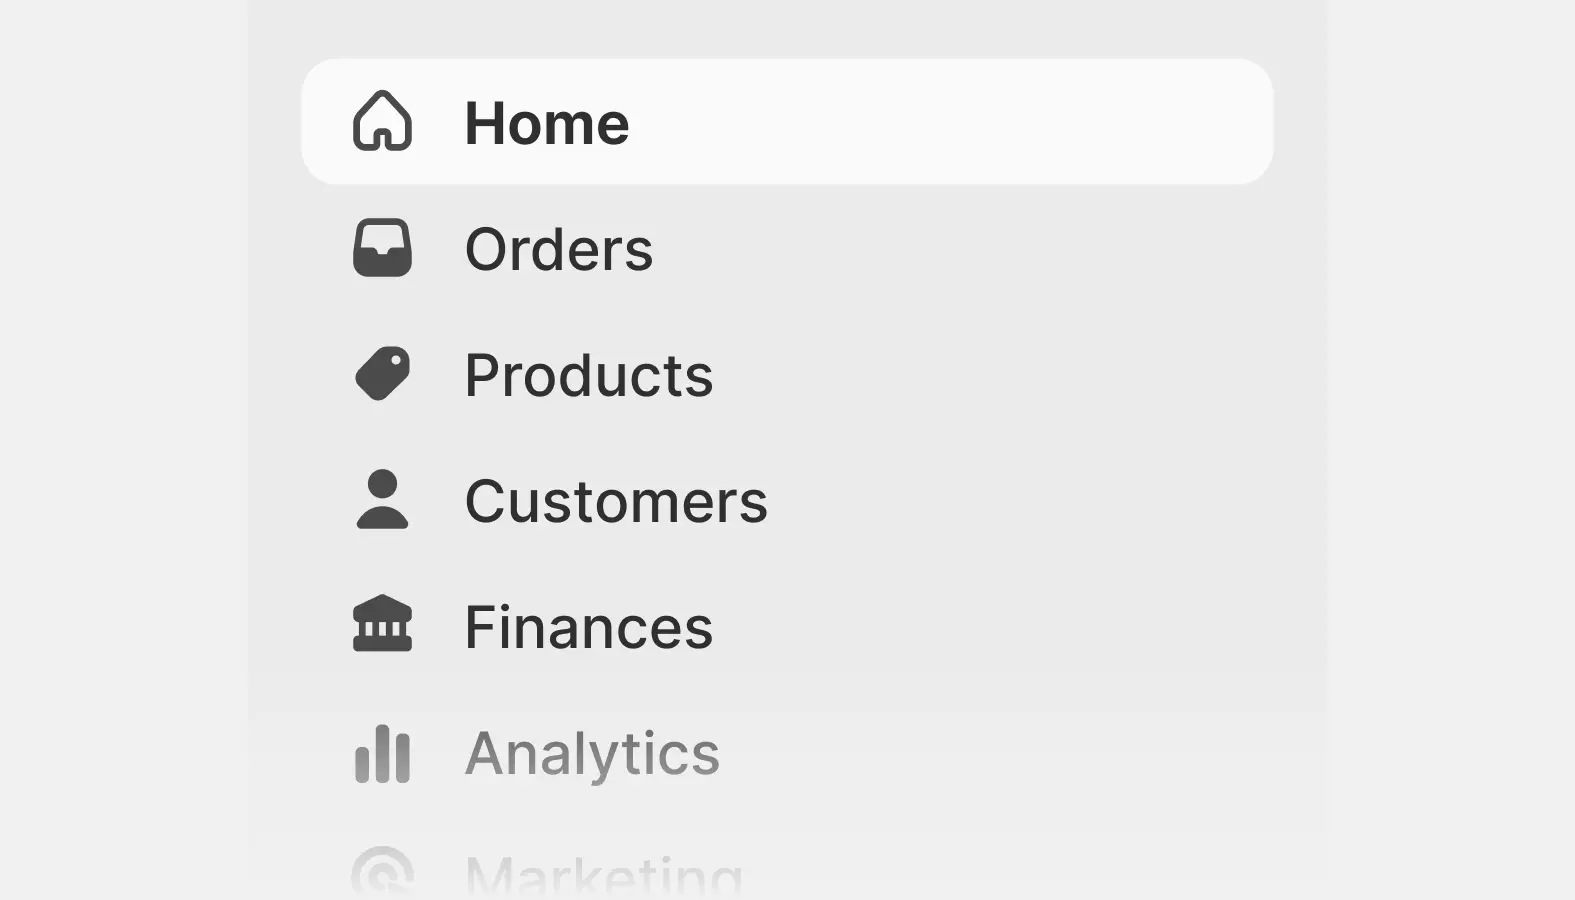 Home
Orders
Products
Customers
Finances
Analytics
Marketing